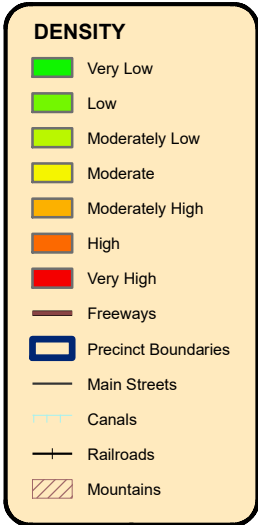 DENSITY
Very Low
Low
Moderately Low
Moderate
Moderately High
High
Very High
Freeways
Precinct Boundaries
Main Streets
Canals
Railroads
Mountains